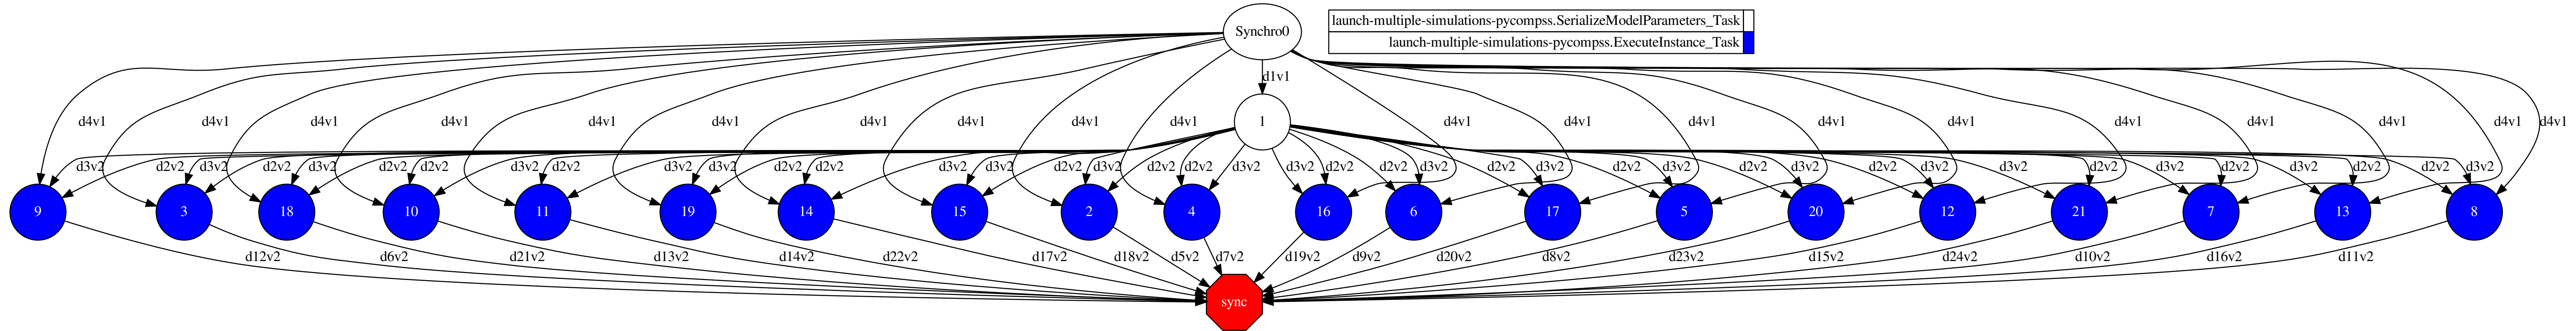 Synchro0
launch-multiple-simulations-pycompss.SerializeModelParameters_Task
launch-multiple-simulations-pycompss.ExecuteInstance_Task
d1v1
d4v1 d4v1 d4v1 d4v1 d4v1 d4v1 d4v1 d4v1 d4v1 d4v1 1 d4v1 d4v1 d4v1 d4v1 d4v1 d4v1 d4v1 d4v1 d4v1 d4v1
d3v2 d2v2 d3v2 d2v2 d3v2 d2v2 d2v2 d3v2 d2v2 d3v2 d2v2 d3v2 d2v2 d2v2 d3v2 d2v2 d3v2 d2v2 d2v2 d3v2 d3v2 d2v2 d2v2 d3v2 d2v2 d3v2 d2v2 d3v2 d2v2 d3v2 d2v2 d3v2 d3v2 d2v2 d3v2 d2v2 d3v2 d2v2 d2v2 d3v2
9 3 18 10 11 19 14 15 2 4 16 6 17 5 20 12 21 7 13 8
d12v2 d6v2 d21v2 d13v2 d14v2 d22v2 d17v2 d18v2 d5v2 d7v2 d19v2 d9v2 d20v2 d8v2 d23v2 d15v2 d24v2 d10v2 d16v2 d11v2
sync